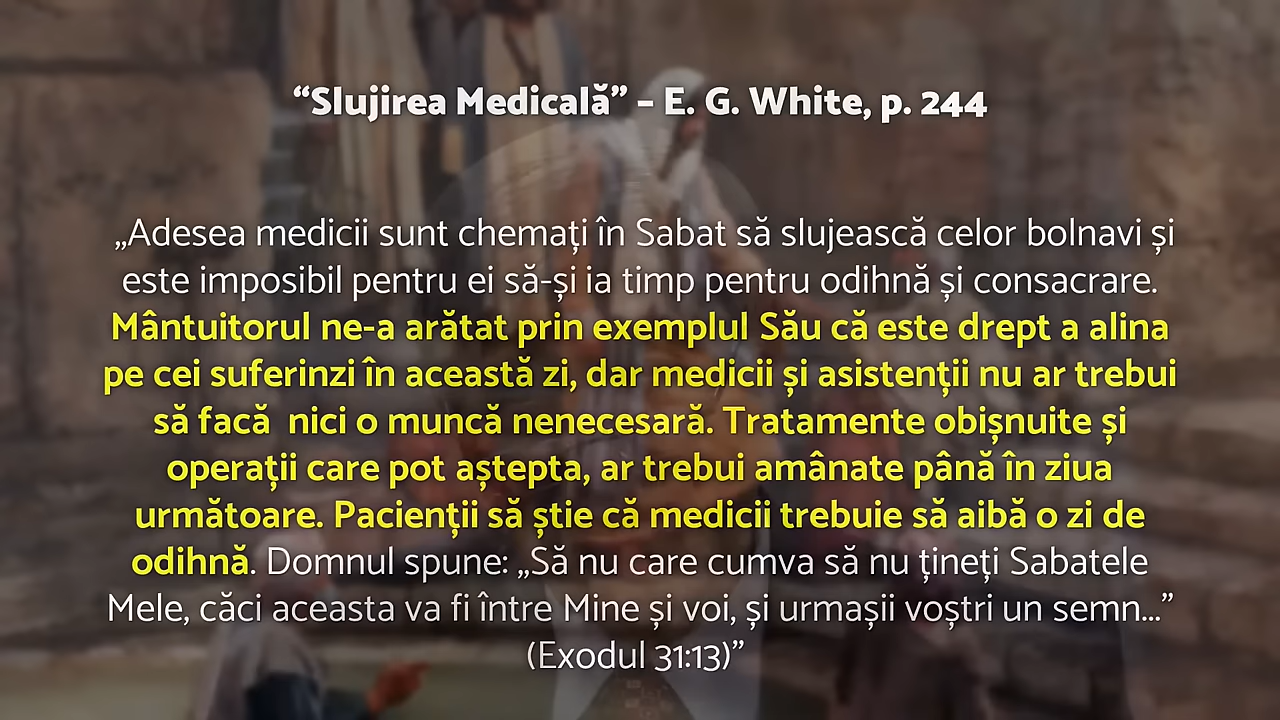 “Slujirea Medicală” – E. G. White, p. 244
„Adesea medicii sunt chemați în Sabat să slujească celor bolnavi și
este imposibil pentru ei să-și ia timp pentru odihnă și consacrare.
Mântuitorul ne-a arătat prin exemplul Său că este drept a alina
pe cei suferinzi în această zi, dar medicii și asistenții nu ar trebui
să facă  nici o muncă nenecesară. Tratamente obișnuite și
operații care pot aștepta, ar trebui amânate până în ziua
următoare. Pacienții să știe că medicii trebuie să aibă o zi de
odihnă. Domnul spune: „Să nu care cumva să nu țineți Sabatele
Mele, căci aceasta va fi între Mine și voi, și urmașii voștri un semn...”
(Exodul 31:13)”